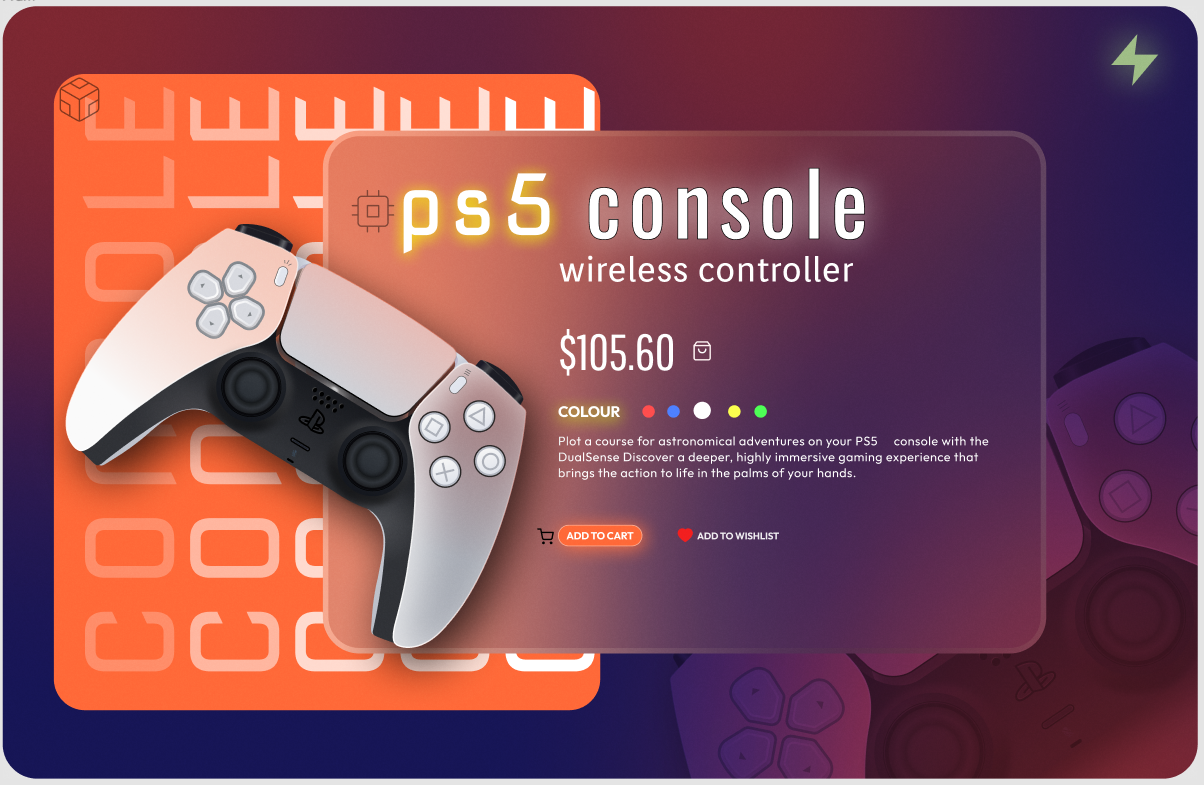 ps5 console
wireless controller
$105.60
COLOUR
Plot a course for astronomical adventures on your PS5 console with the
DualSense Discover a deeper, highly immersive gaming experience that
brings the action to life in the palms of your hands.
ADD TO CART
ADD TO WISHLIST